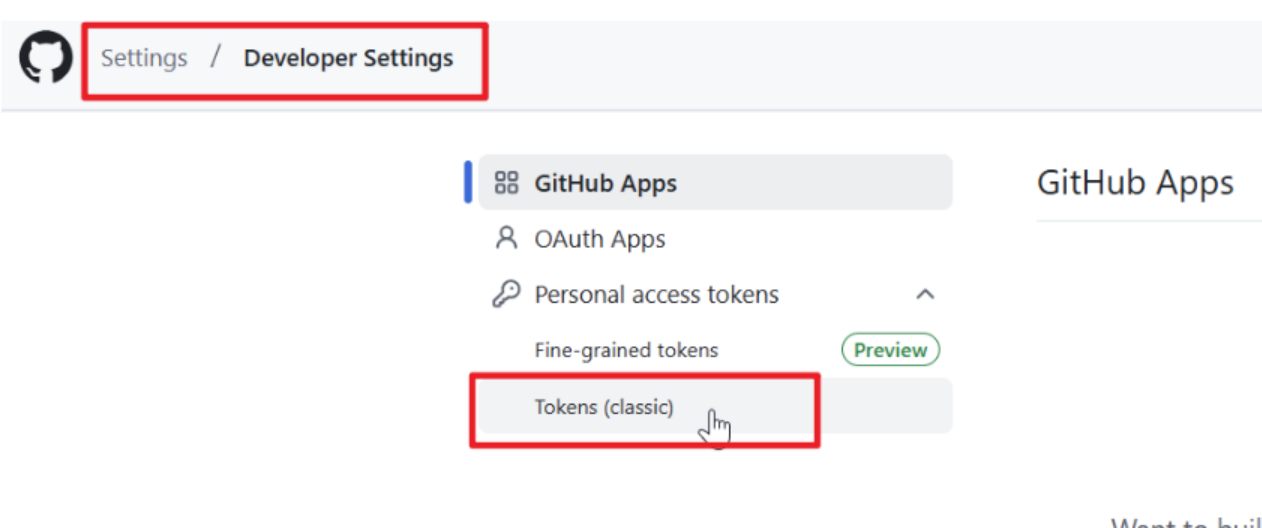 Settings / Developer Settings
GitHub Apps
GitHub Apps
OAuth Apps
Personal access tokens
Fine-grained tokens Preview
Tokens (classic)
Want to